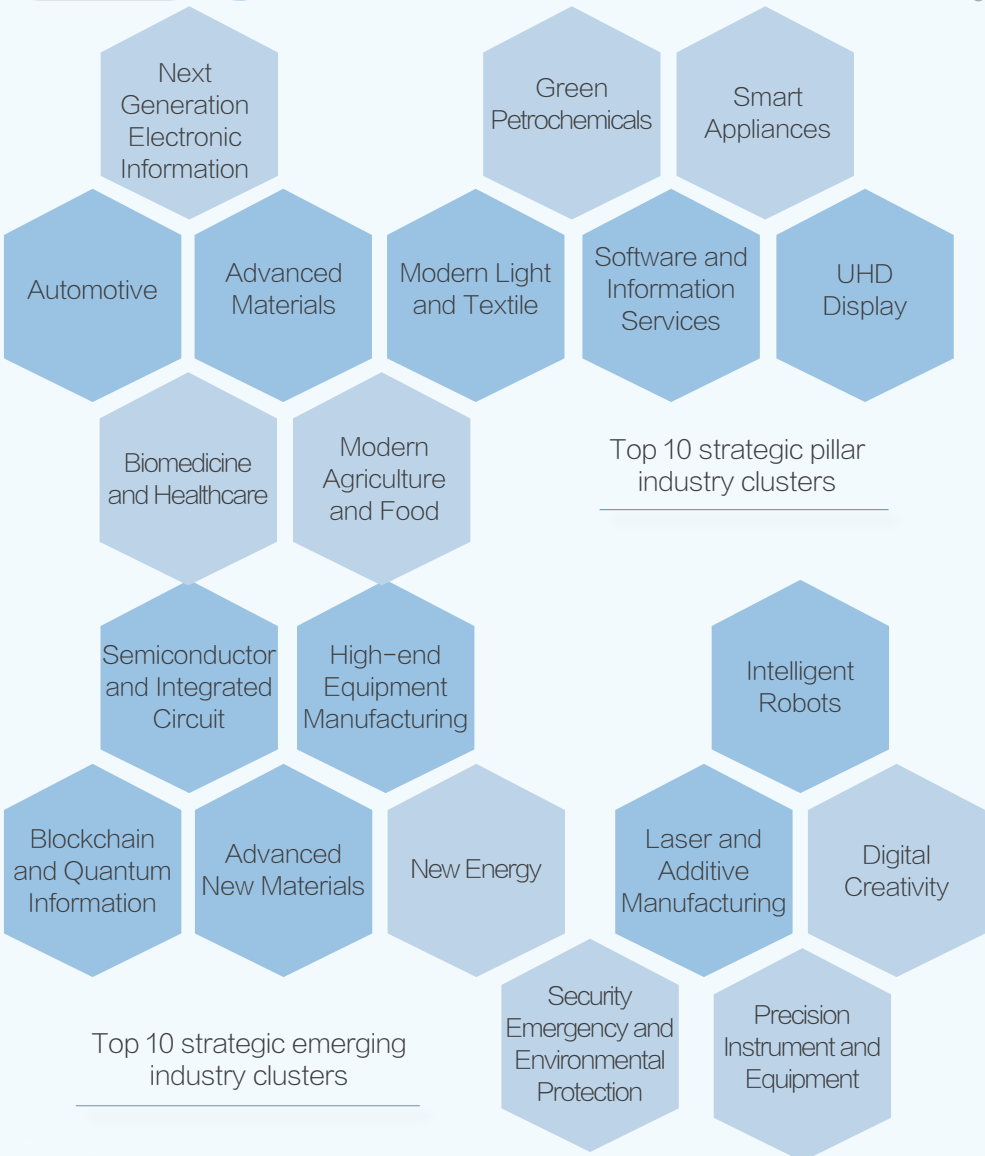 Next
Generation
Electronic
Information
Green
Petrochemicals
Smart
Appliances
Automotive
Advanced
Materials
Modern Light
and Textile
Software and
Information
Services
UHD
Display
Biomedicine
and Healthcare
Modern
Agriculture
and Food
Top 10 strategic pillar
industry clusters
Semiconductor
and Integrated
Circuit
High-end
Equipment
Manufacturing
Intelligent
Robots
Blockchain
and Quantum
Information
Advanced
New Materials
New Energy
Laser and
Additive
Manufacturing
Digital
Creativity
Security
Emergency and
Environmental
Protection
Precision
Instrument and
Equipment
Top 10 strategic emerging
industry clusters